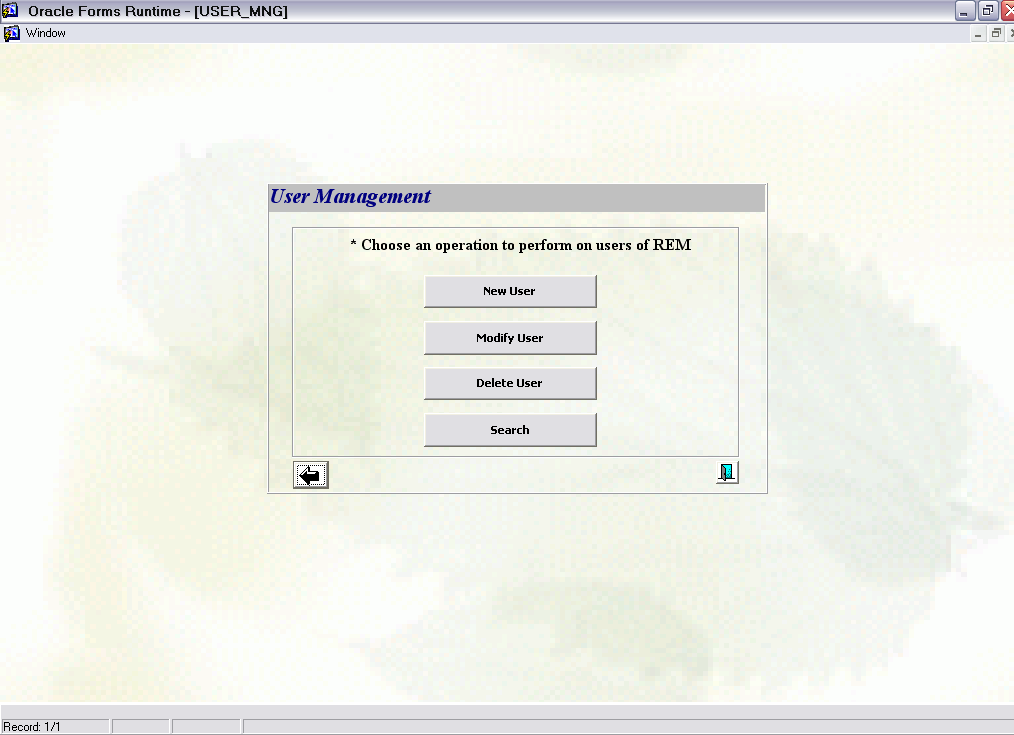 Oracle Forms Runtime - [USER_MNG]
Window
User Management
* Choose an operation to perform on users of REM
New User
Modify User
Delete User
Search
Record: 1/1